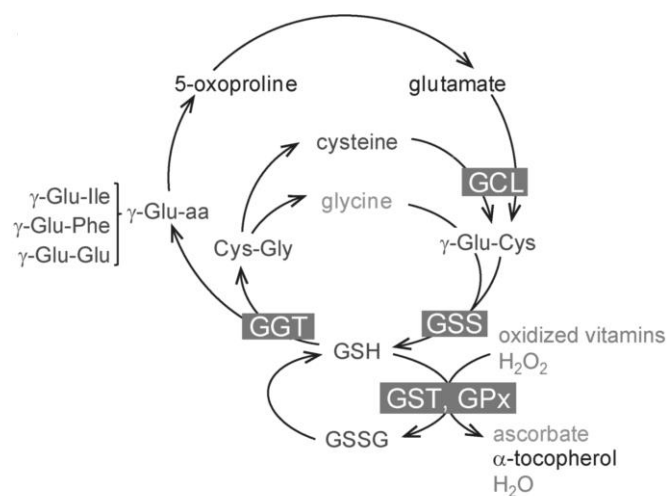 5-oxoproline
glutamate
cysteine
GCL
γ-Glu-Ile
γ-Glu-Phe
γ-Glu-Glu
γ-Glu-aa
glycine
Cys-Gly
γ-Glu-Cys
GGT
GSS
GSH
oxidized vitamins
H₂O₂
GST, GPx
GSSG
ascorbate
α-tocopherol
H₂O